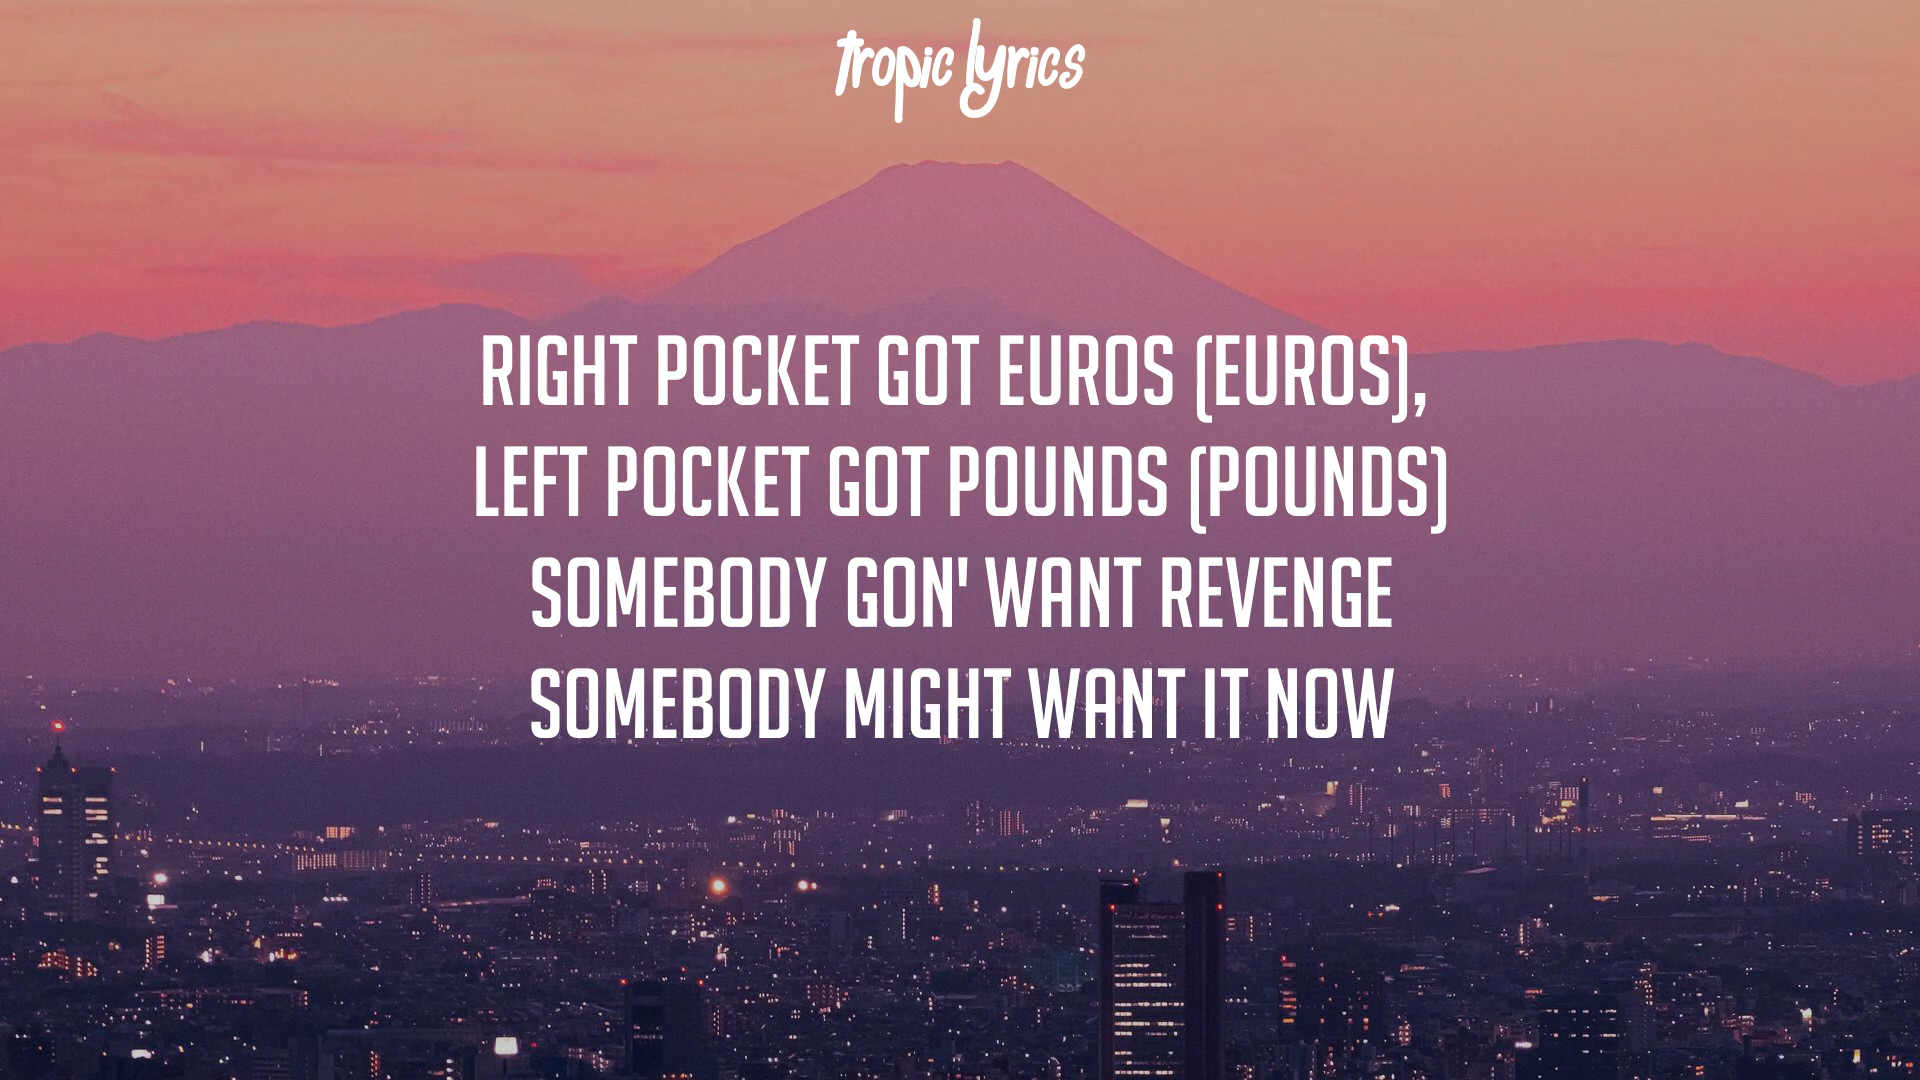 tropic lyrics
RIGHT POCKET GOT EUROS (EUROS),
LEFT POCKET GOT POUNDS (POUNDS)
SOMEBODY GON' WANT REVENGE
SOMEBODY MIGHT WANT IT NOW